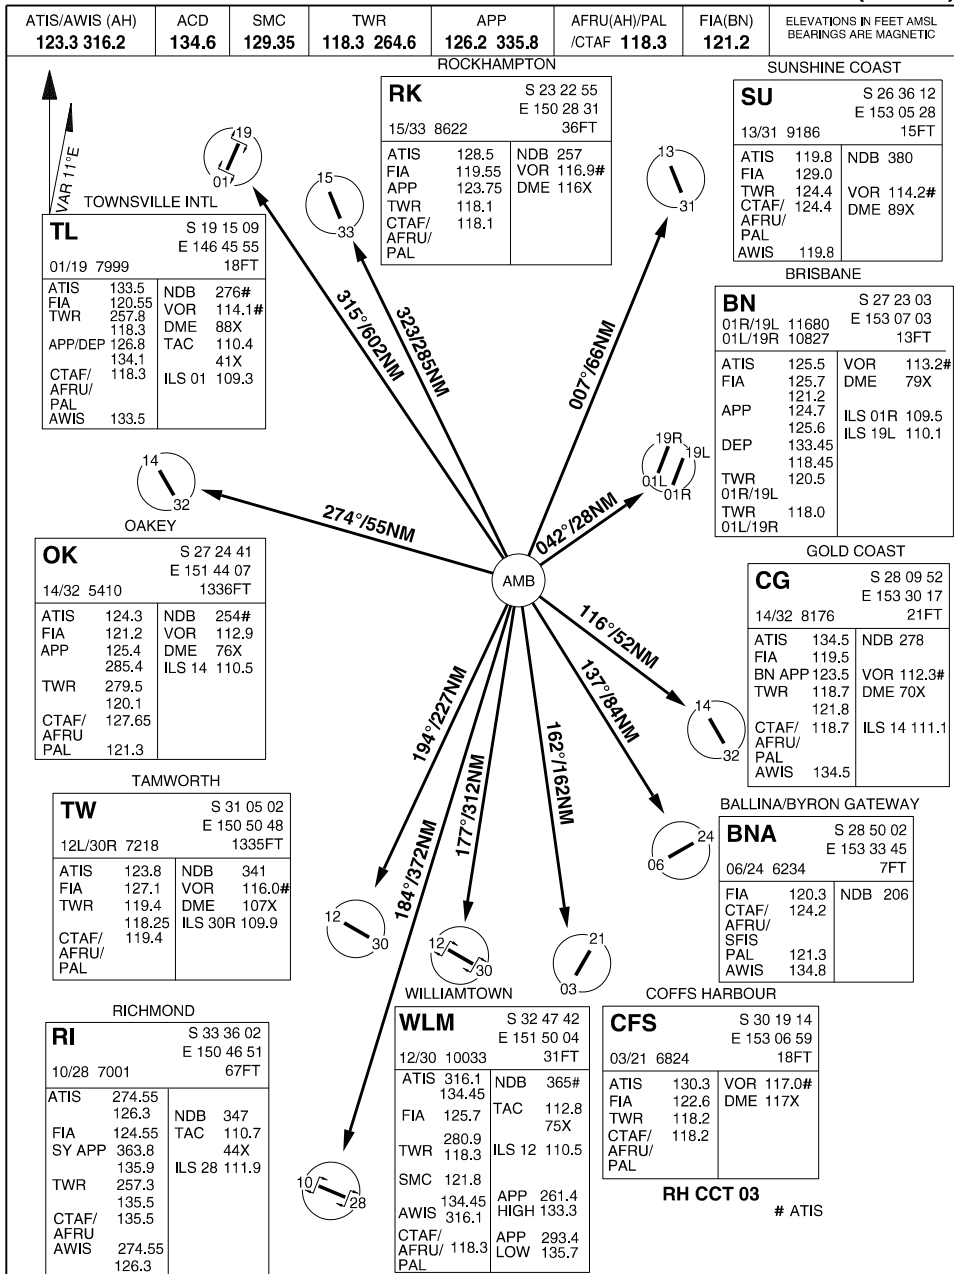 ATIS/AWIS (AH) ACD SMC TWR APP AFRU(AH)/PAL FIA(BN) ELEVATIONS IN FEET AMSL
123.3 316.2 134.6 129.35 118.3 264.6 126.2 335.8 /CTAF 118.3 121.2 BEARINGS ARE MAGNETIC
VAR 11°E
ROCKHAMPTON
RK S 23 22 55
E 150 28 31
15/33 8622 36FT
ATIS 128.5 NDB 257
FIA 119.55 VOR 116.9#
APP 123.75 DME 116X
TWR 118.1
CTAF/ 118.1
AFRU/
PAL
SUNSHINE COAST
SU S 26 36 12
E 153 05 28
13/31 9186 15FT
ATIS 119.8 NDB 380
FIA 129.0
TWR 124.4 VOR 114.2#
CTAF/ 124.4 DME 89X
AFRU/
PAL
AWIS 119.8
19
01
15
33
13
31
TOWNSVILLE INTL
TL S 19 15 09
E 146 45 55
01/19 7999 18FT
ATIS 133.5 NDB 276#
FIA 120.55 VOR 114.1#
TWR 257.8 DME 88X
118.3 TAC 110.4
APP/DEP 126.8 41X
134.1
CTAF/ 118.3 ILS 01 109.3
AFRU/
PAL
AWIS 133.5
315°/602NM
323/285NM
007°/66NM
BRISBANE
BN S 27 23 03
E 153 07 03
01R/19L 11680 13FT
01L/19R 10827
ATIS 125.5 VOR 113.2#
FIA 125.7 DME 79X
121.2
APP 124.7 ILS 01R 109.5
125.6 ILS 19L 110.1
DEP 133.45
118.45
TWR 120.5
01R/19L
TWR 118.0
01L/19R
19R 19L
01L 01R
14
32
274°/55NM
042°/28NM
AMB
OAKEY
OK S 27 24 41
E 151 44 07
14/32 5410 1336FT
ATIS 124.3 NDB 254#
FIA 121.2 VOR 112.9
APP 125.4 DME 76X
285.4 ILS 14 110.5
TWR 279.5
120.1
CTAF/ 127.65
AFRU
PAL 121.3
GOLD COAST
CG S 28 09 52
E 153 30 17
14/32 8176 21FT
ATIS 134.5 NDB 278
FIA 119.5
BN APP 123.5 VOR 112.3#
TWR 118.7 DME 70X
121.8
CTAF/ 118.7 ILS 14 111.1
AFRU/
PAL
AWIS 134.5
116°/52NM
137°/84NM
162°/162NM
177°/312NM
184°/372NM
194°/227NM
14
32
TAMWORTH
TW S 31 05 02
E 150 50 48
12L/30R 7218 1335FT
ATIS 123.8 NDB 341
FIA 127.1 VOR 116.0#
TWR 119.4 DME 107X
118.25 ILS 30R 109.9
CTAF/ 119.4
AFRU/
PAL
BALLINA/BYRON GATEWAY
BNA S 28 50 02
E 153 33 45
06/24 6234 7FT
FIA 120.3 NDB 206
CTAF/ 124.2
AFRU/
SFIS
PAL 121.3
AWIS 134.8
24
06
12
30
12
30
21
03
RICHMOND
RI S 33 36 02
E 150 46 51
10/28 7001 67FT
ATIS 274.55
126.3 NDB 347
FIA 124.55 TAC 110.7
SY APP 363.8 44X
135.9 ILS 28 111.9
TWR 257.3
135.5
CTAF/ 135.5
AFRU
AWIS 274.55
126.3
10
28
WILLIAMTOWN
WLM S 32 47 42
E 151 50 04
12/30 10033 31FT
ATIS 316.1 NDB 365#
134.45
FIA 125.7 TAC 112.8
75X
TWR 280.9
118.3 ILS 12 110.5
SMC 121.8
AWIS 134.45 APP 261.4
316.1 HIGH 133.3
CTAF/ APP 293.4
AFRU/ 118.3 LOW 135.7
PAL
COFFS HARBOUR
CFS S 30 19 14
E 153 06 59
03/21 6824 18FT
ATIS 130.3 VOR 117.0#
FIA 122.6 DME 117X
TWR 118.2
CTAF/ 118.2
AFRU/
PAL
RH CCT 03
# ATIS